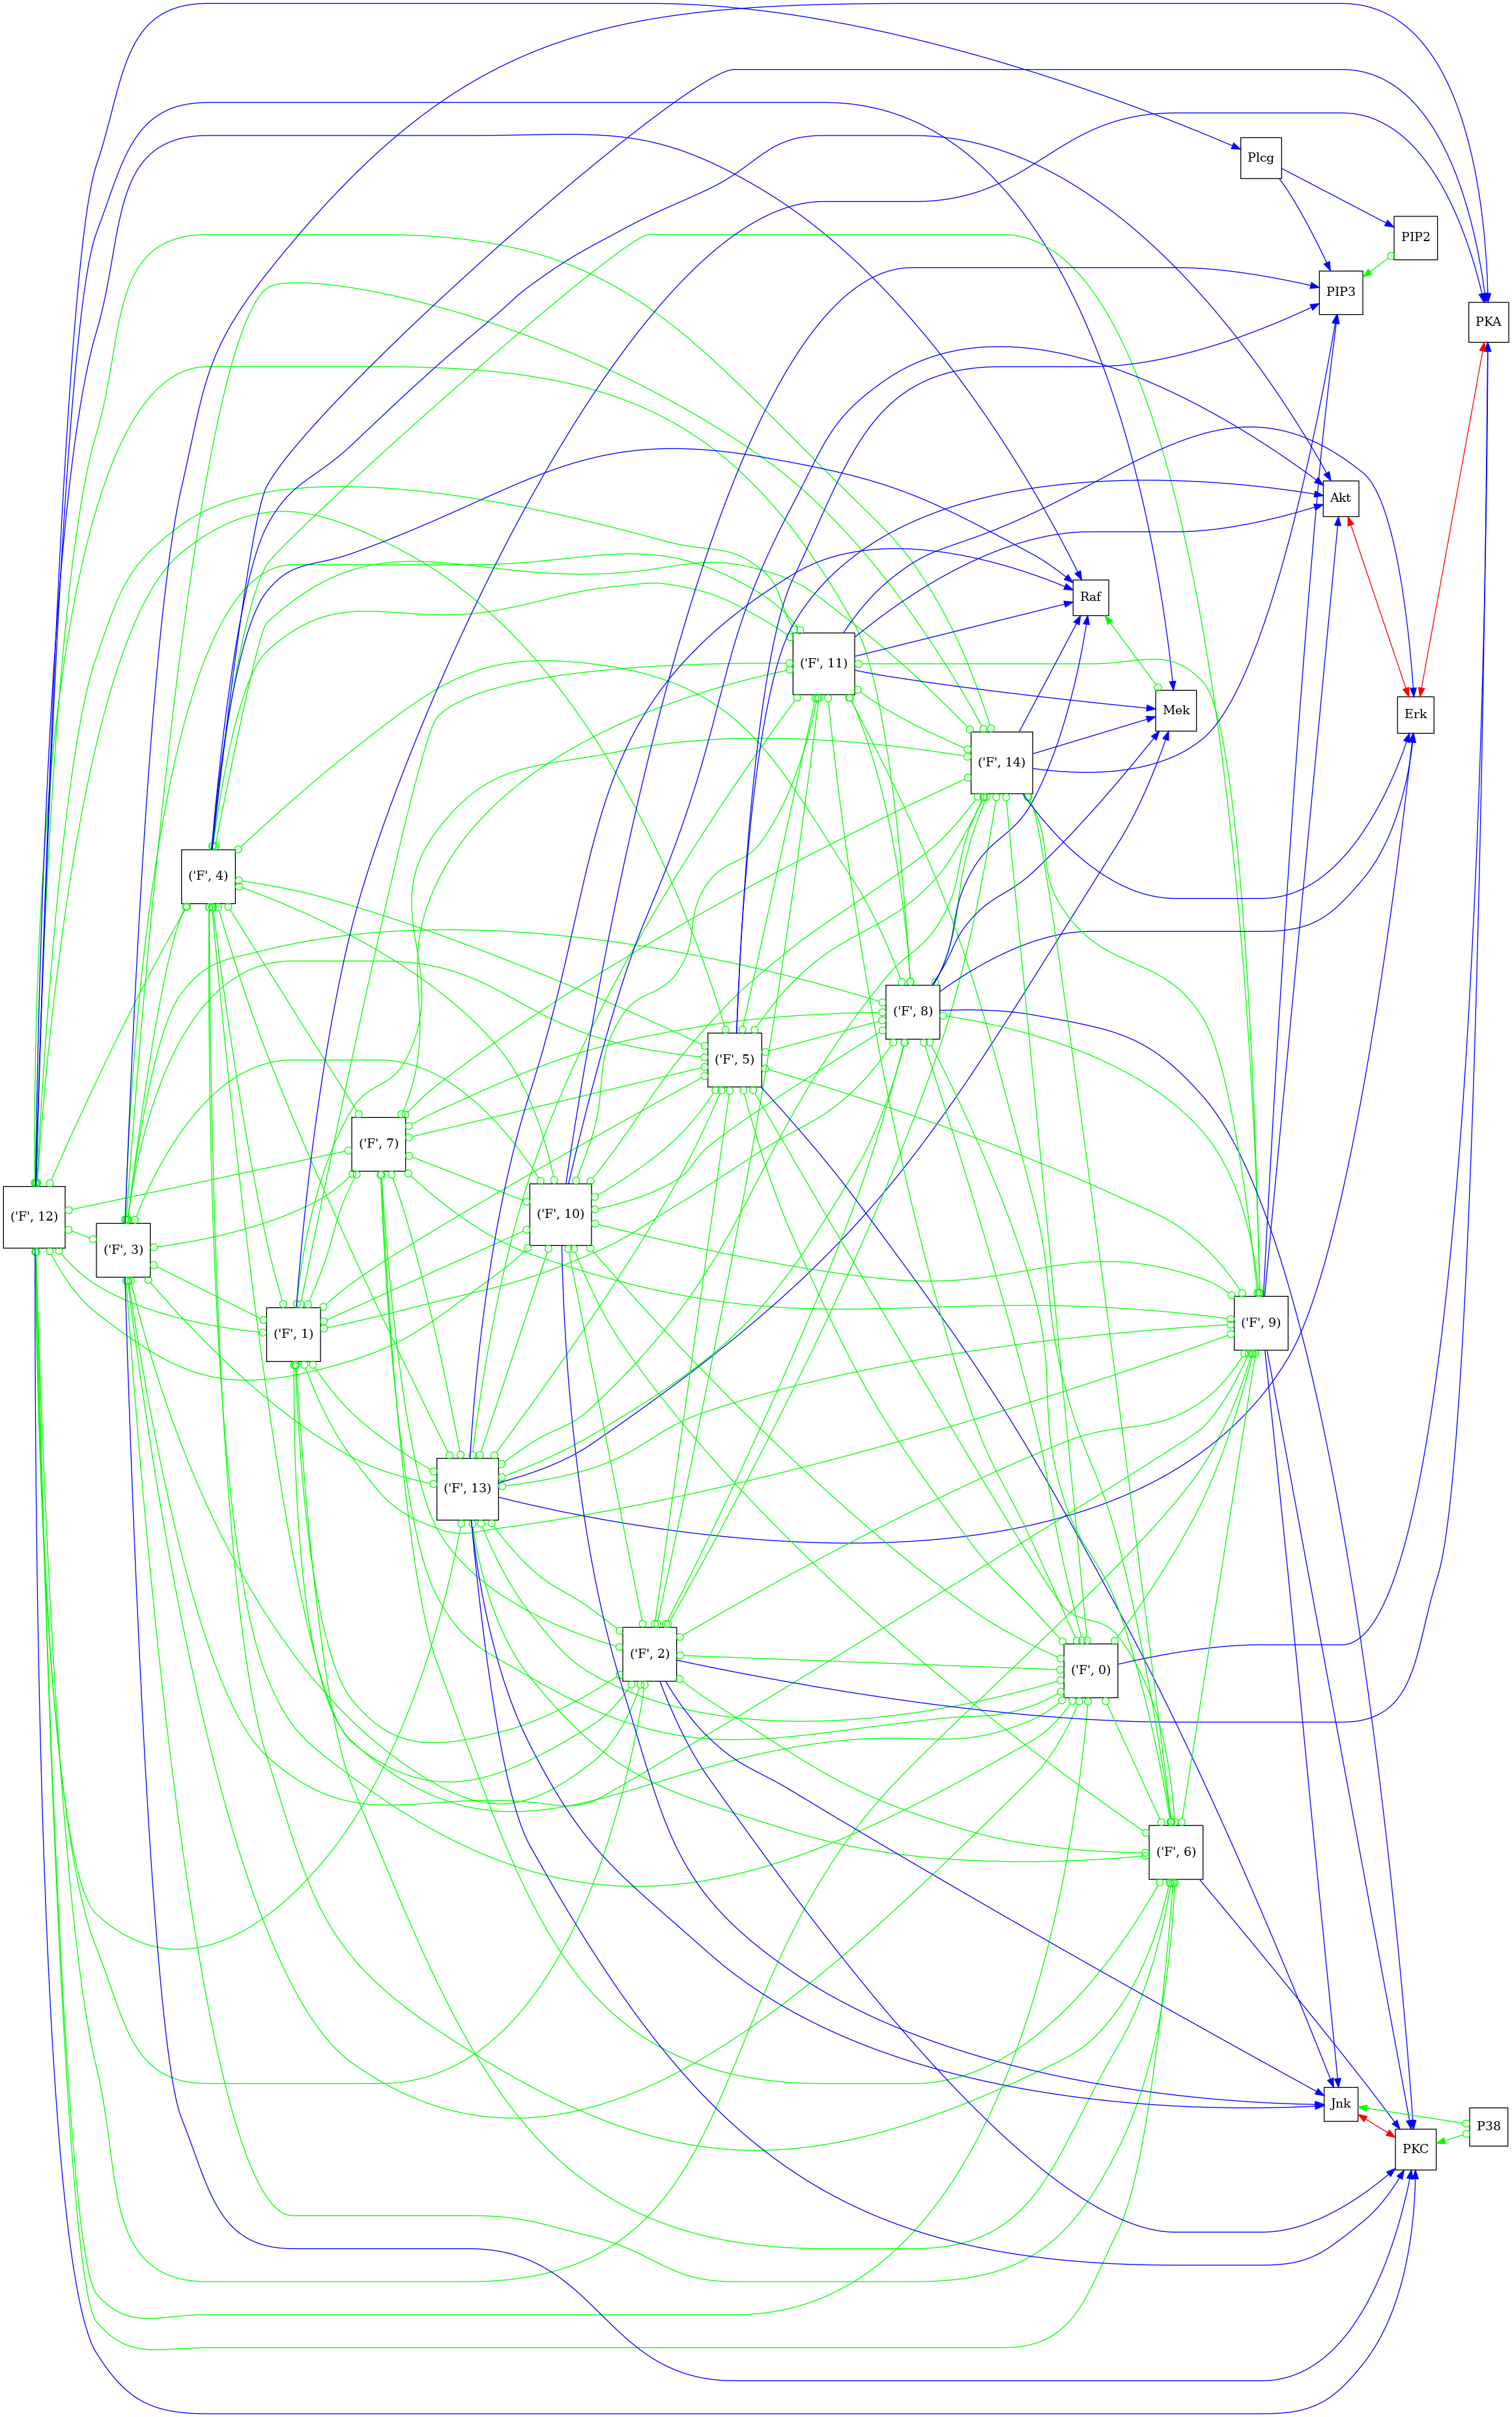 Plcg
PIP2
PIP3
PKA
Akt
Raf
('F', 11)
Mek
Erk
('F', 14)
('F', 4)
('F', 8)
('F', 5)
('F', 7)
('F', 10)
('F', 12)
('F', 3)
('F', 9)
('F', 1)
('F', 13)
('F', 2)
('F', 0)
('F', 6)
Jnk
P38
PKC